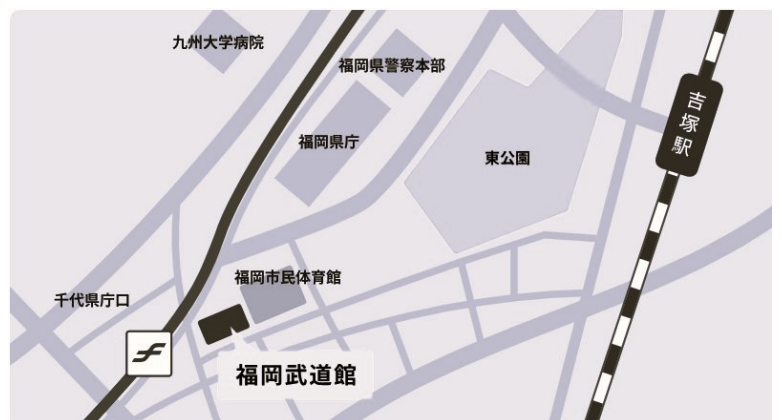 九州大学病院
福岡県警察本部
福岡県庁
東公園
吉塚駅
福岡市民体育館
千代県庁口
福岡武道館